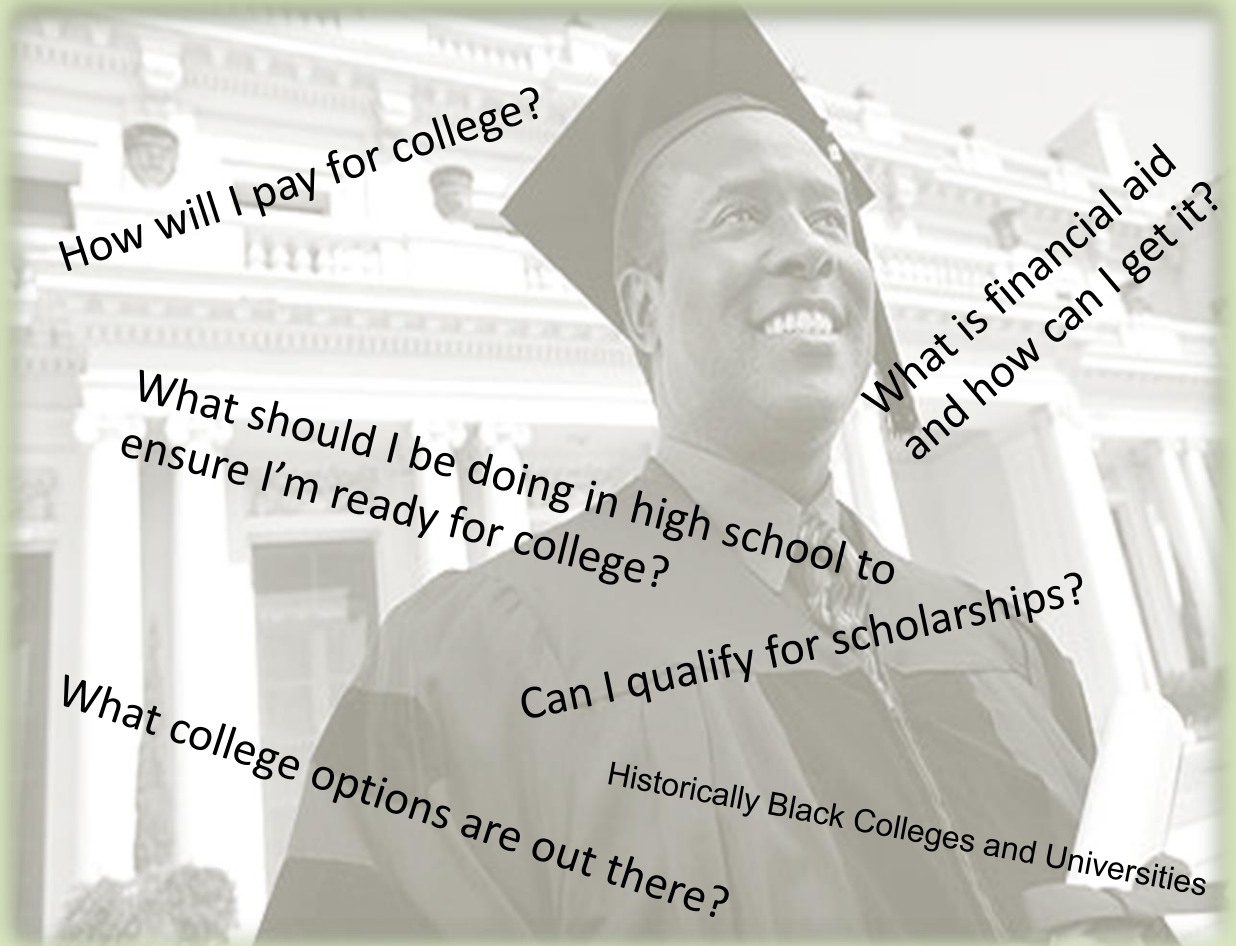 How will I pay for college?
What is financial aid
and how can I get it?
What should I be doing in high school to
ensure I’m ready for college?
Can I qualify for scholarships?
What college options are out there?
Historically Black Colleges and Universities